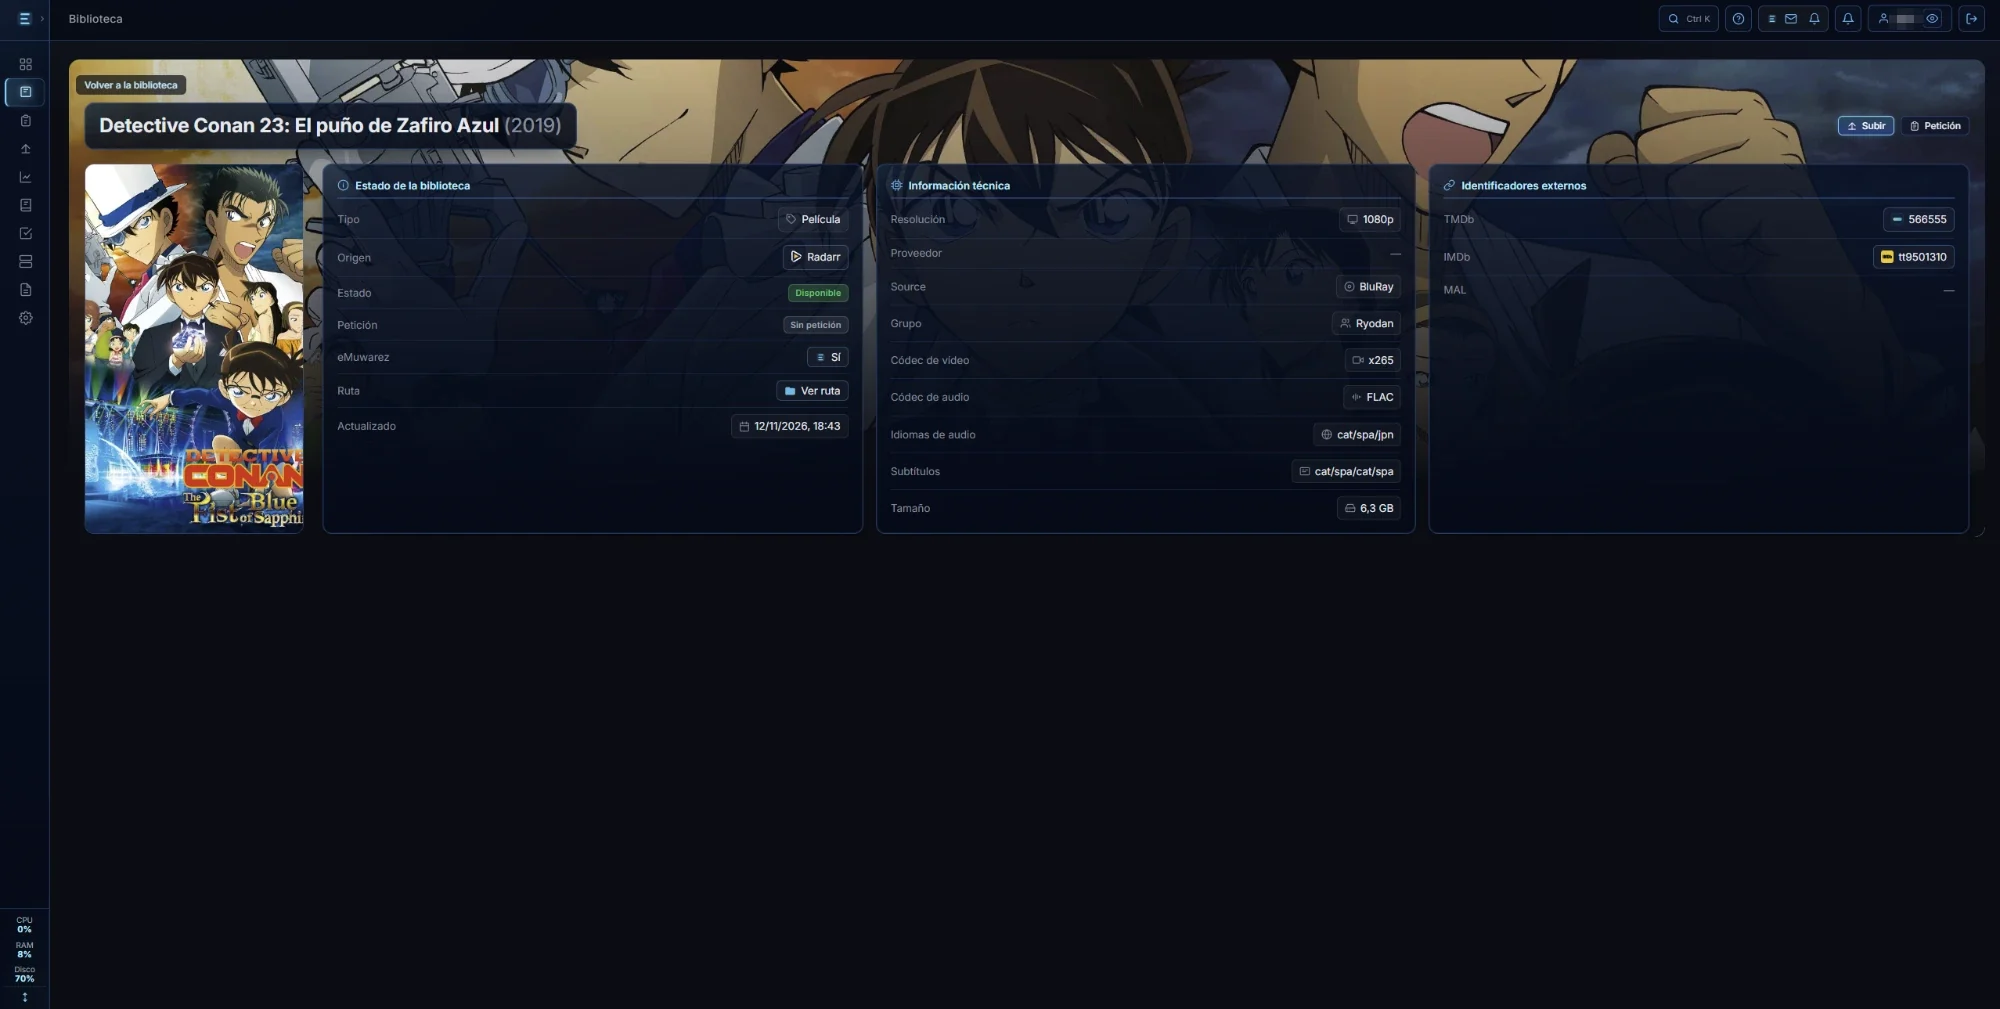 Biblioteca
Ctrl K
Volver a la biblioteca
Detective Conan 23: El puño de Zafiro Azul (2019)
Subir
Petición
DETECTIVE
CONAN
The Blue
Fist of Sapphi
Estado de la biblioteca
Tipo
Película
Origen
Radarr
Estado
Disponible
Petición
Sin petición
eMuwarez
Sí
Ruta
Ver ruta
Actualizado
12/11/2026, 18:43
Información técnica
Resolución
1080p
Proveedor
—
Source
BluRay
Grupo
Ryodan
Códec de vídeo
x265
Códec de audio
FLAC
Idiomas de audio
cat/spa/jpn
Subtítulos
cat/spa/cat/spa
Tamaño
6,3 GB
Identificadores externos
TMDb
566555
IMDb
tt9501310
MAL
—
CPU
0%
RAM
8%
Disco
70%